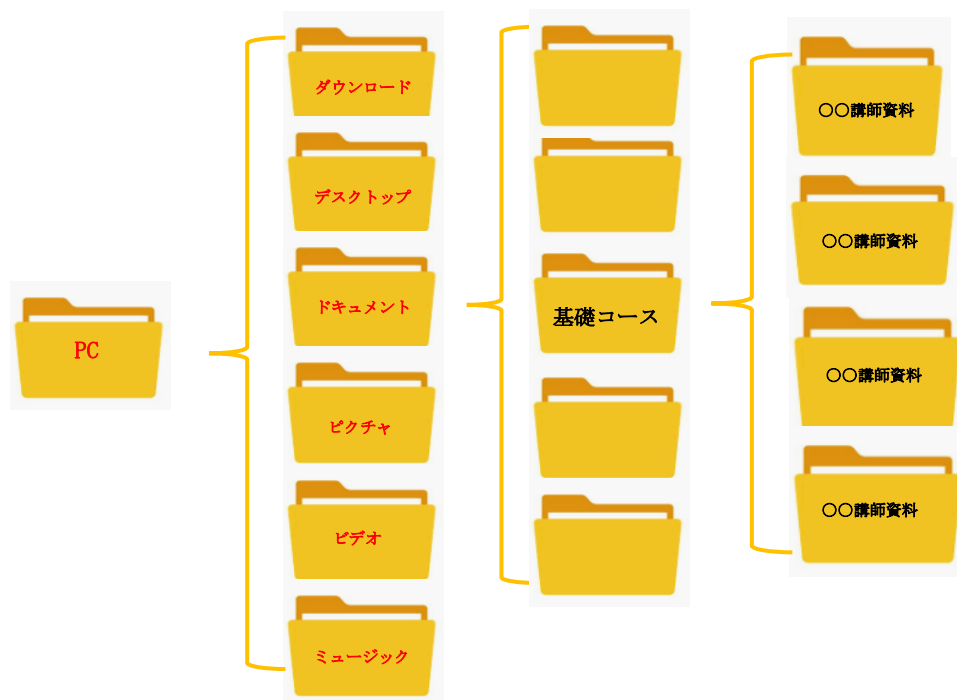 PC
ダウンロード
デスクトップ
ドキュメント
ピクチャ
ビデオ
ミュージック
基礎コース
〇〇講師資料
〇〇講師資料
〇〇講師資料
〇〇講師資料